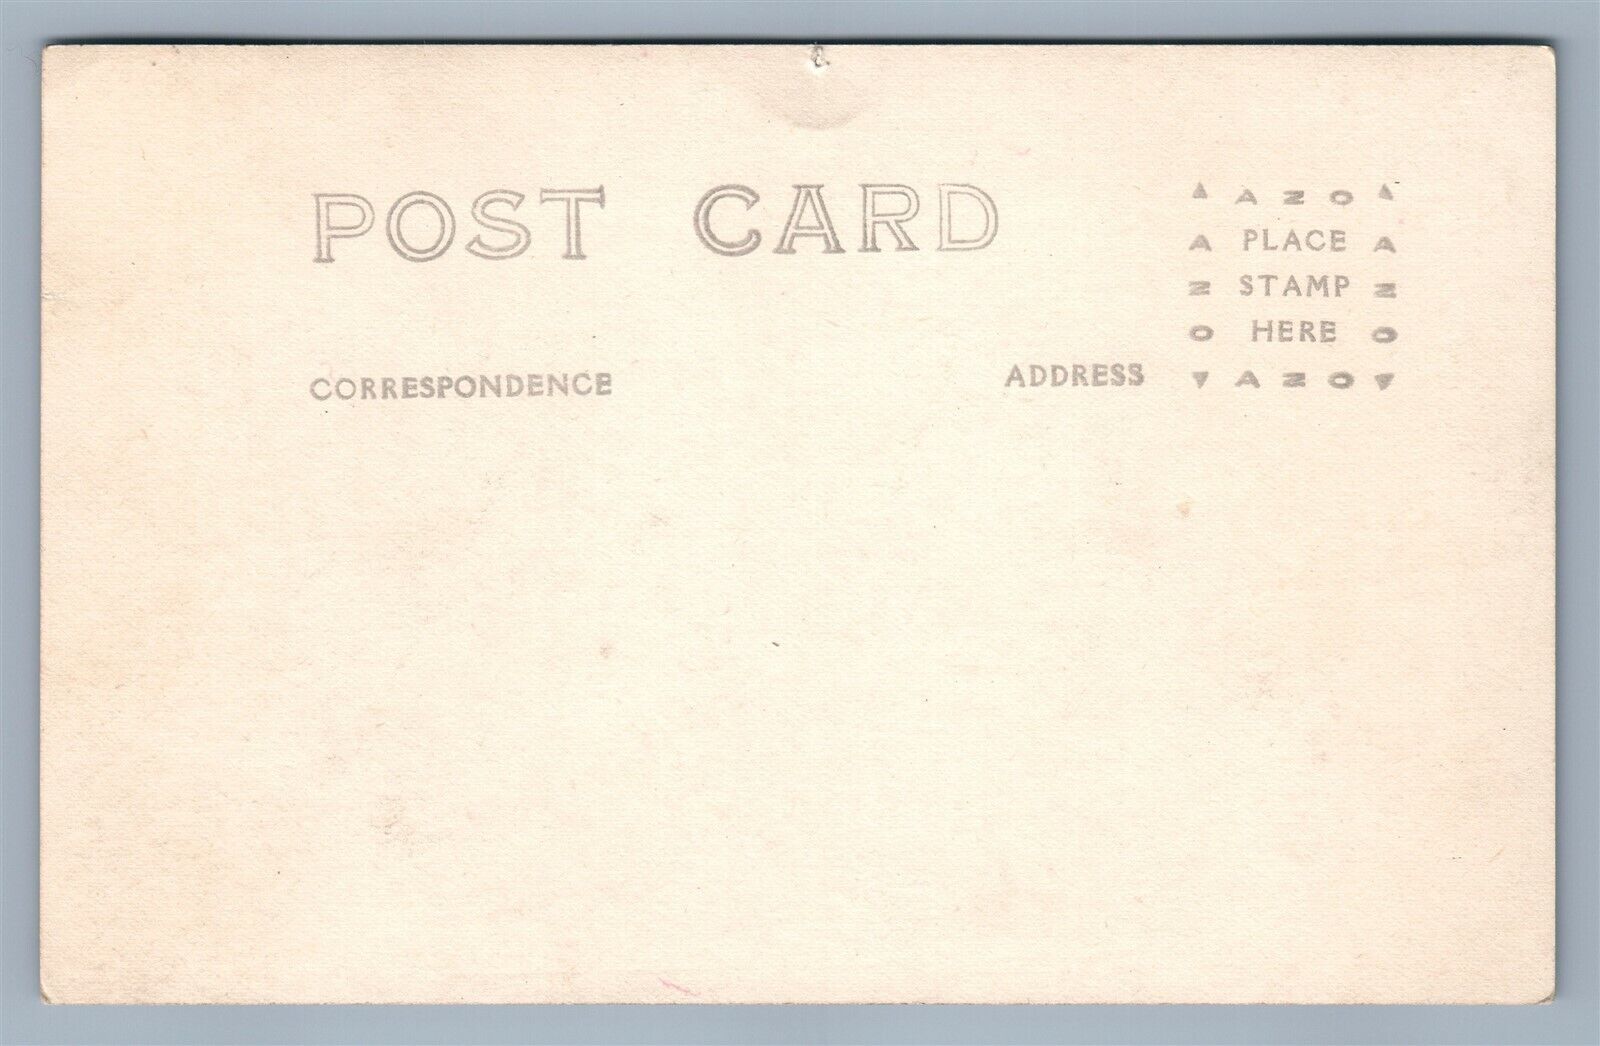 POST CARD
▲ AZO ▲
A PLACE A
Z STAMP Z
O HERE O
▼ AZO ▼
CORRESPONDENCE
ADDRESS